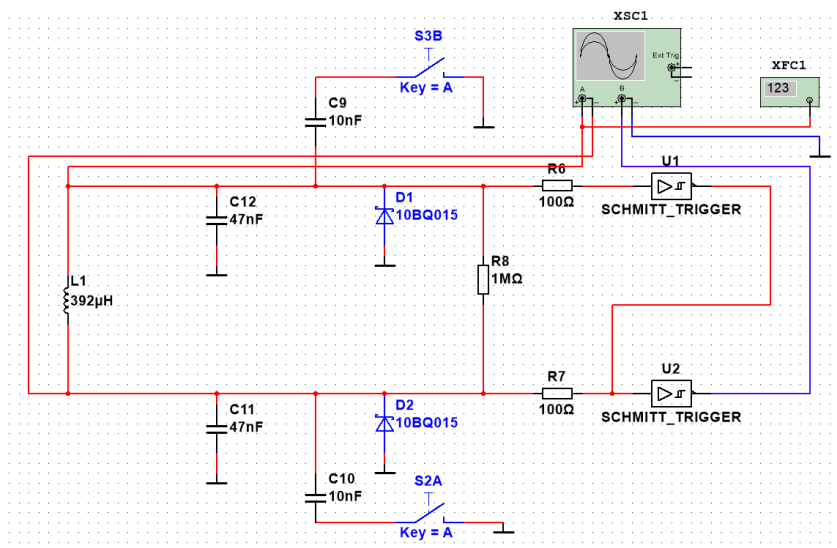 XSC1
S3B
Ext Trig
+
-
XFC1
123
Key = A
A
B
+ - + -
C9
10nF
R6
U1
100Ω
SCHMITT_TRIGGER
C12
47nF
D1
10BQ015
R8
1MΩ
L1
392µH
R7
U2
100Ω
SCHMITT_TRIGGER
C11
47nF
D2
10BQ015
C10
10nF
S2A
Key = A